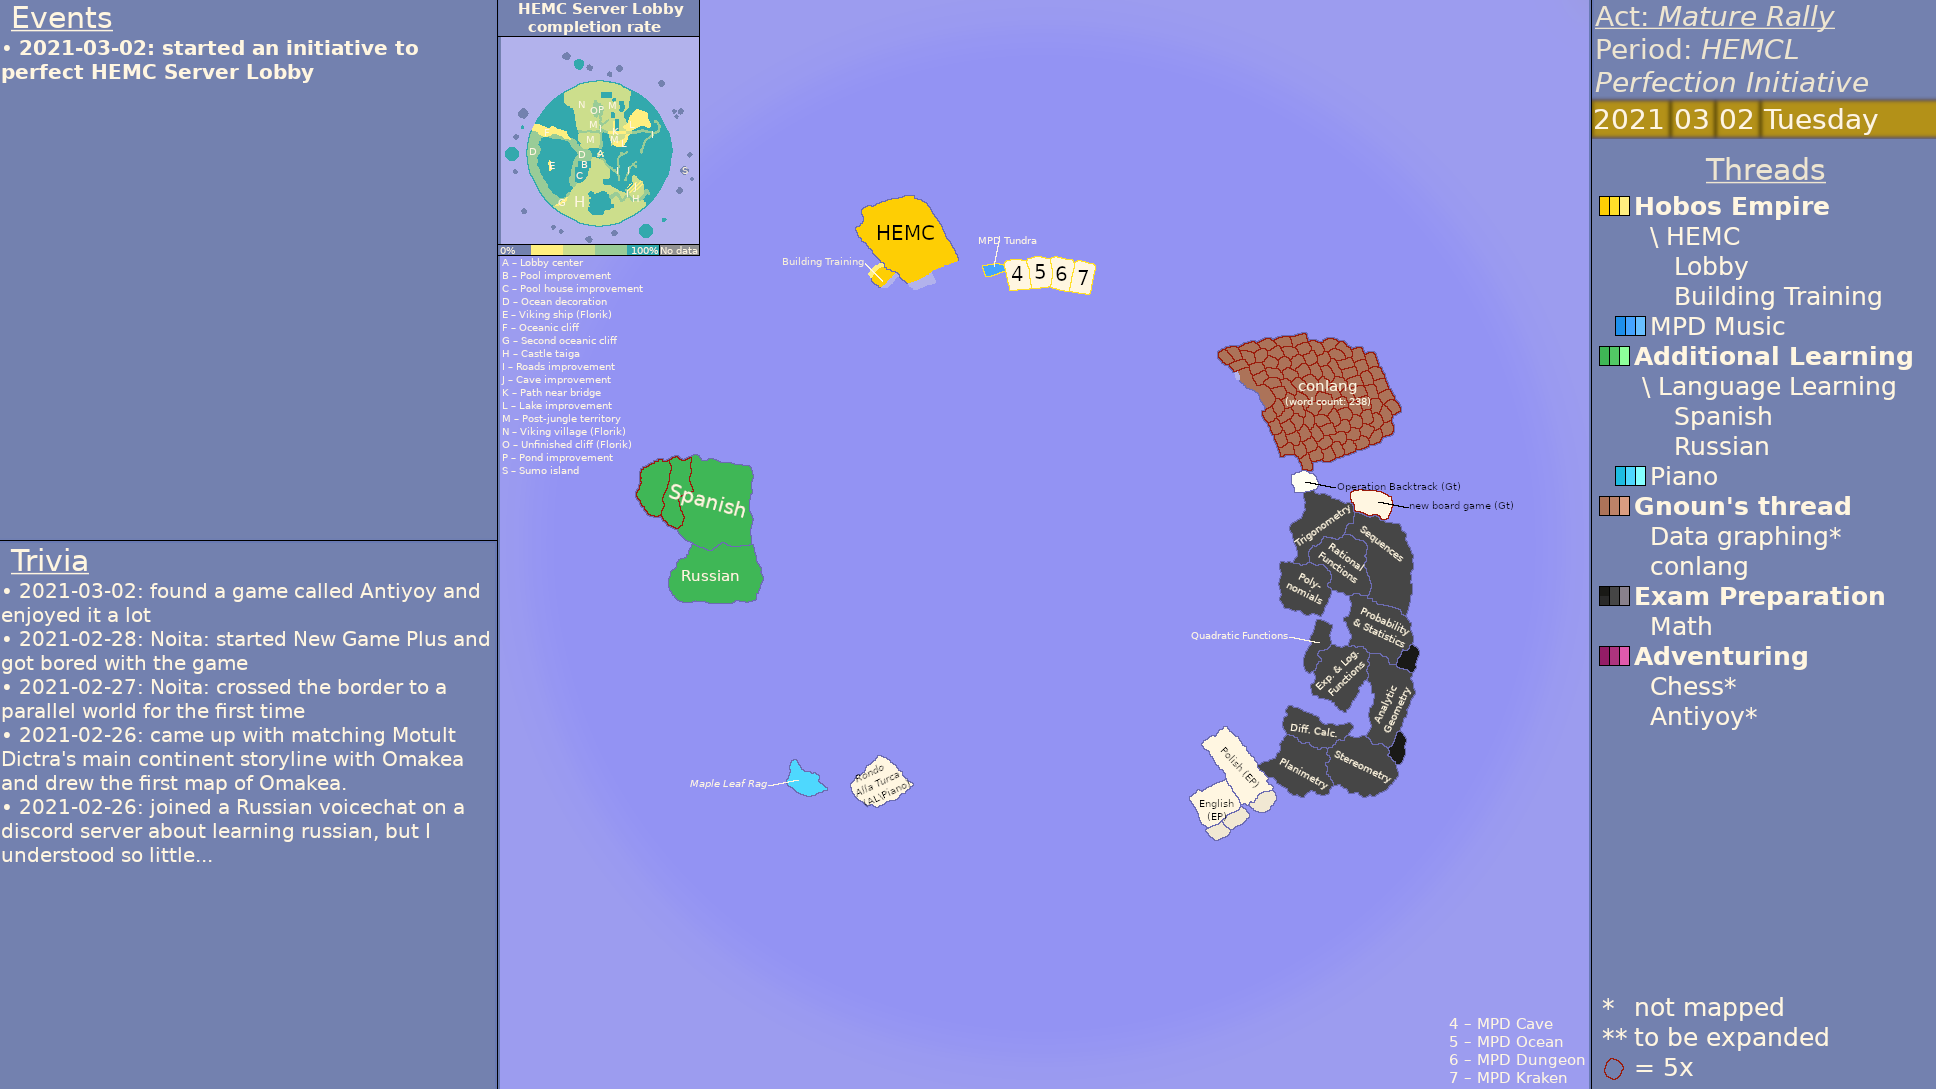 Events
• 2021-03-02: started an initiative to
perfect HEMC Server Lobby
Trivia
• 2021-03-02: found a game called Antiyoy and
enjoyed it a lot
• 2021-02-28: Noita: started New Game Plus and
got bored with the game
• 2021-02-27: Noita: crossed the border to a
parallel world for the first time
• 2021-02-26: came up with matching Motult
Dictra's main continent storyline with Omakea
and drew the first map of Omakea.
• 2021-02-26: joined a Russian voicechat on a
discord server about learning russian, but I
understood so little...
HEMC Server Lobby
completion rate
N
OP
M
M
L
I
M
M
D
D
A
E
B
C
I
J
S
G
H
H
0%
100%
No data
A – Lobby center
B – Pool improvement
C – Pool house improvement
D – Ocean decoration
E – Viking ship (Florik)
F – Oceanic cliff
G – Second oceanic cliff
H – Castle taiga
I – Roads improvement
J – Cave improvement
K – Path near bridge
L – Lake improvement
M – Post-jungle territory
N – Viking village (Florik)
O – Unfinished cliff (Florik)
P – Pond improvement
S – Sumo island
HEMC
Building Training
MPD Tundra
4
5
6
7
conlang
(word count: 238)
Operation Backtrack (Gt)
new board game (Gt)
Spanish
Russian
Trigonometry
Sequences
Rational
Functions
Poly-
nomials
Probability
& Statistics
Quadratic Functions
Exp. & Log.
Functions
Analytic
Geometry
Diff. Calc.
Planimetry
Stereometry
Polish (EP)
English
(EP)
Maple Leaf Rag
Rondo
Alla Turca
(AL\Piano)
4 – MPD Cave
5 – MPD Ocean
6 – MPD Dungeon
7 – MPD Kraken
Act: Mature Rally
Period: HEMCL
Perfection Initiative
2021 03 02 Tuesday
Threads
Hobos Empire
\ HEMC
Lobby
Building Training
MPD Music
Additional Learning
\ Language Learning
Spanish
Russian
Piano
Gnoun's thread
Data graphing*
conlang
Exam Preparation
Math
Adventuring
Chess*
Antiyoy*
* not mapped
** to be expanded
= 5x